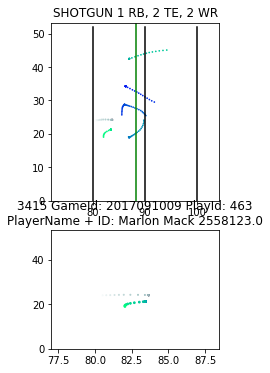 SHOTGUN 1 RB, 2 TE, 2 WR
50
40
30
20
10
0
80 90 100
3415 GameId: 2017091009 PlayId: 463
PlayerName + ID: Marlon Mack 2558123.0
40
20
0
77.5 80.0 82.5 85.0 87.5